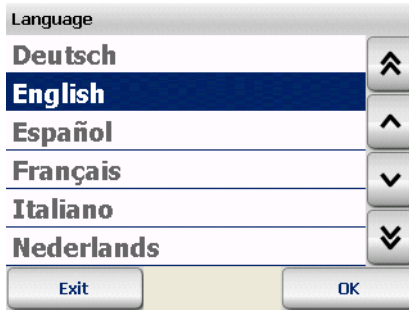 Language
Deutsch
English
Español
Français
Italiano
Nederlands
Exit
OK